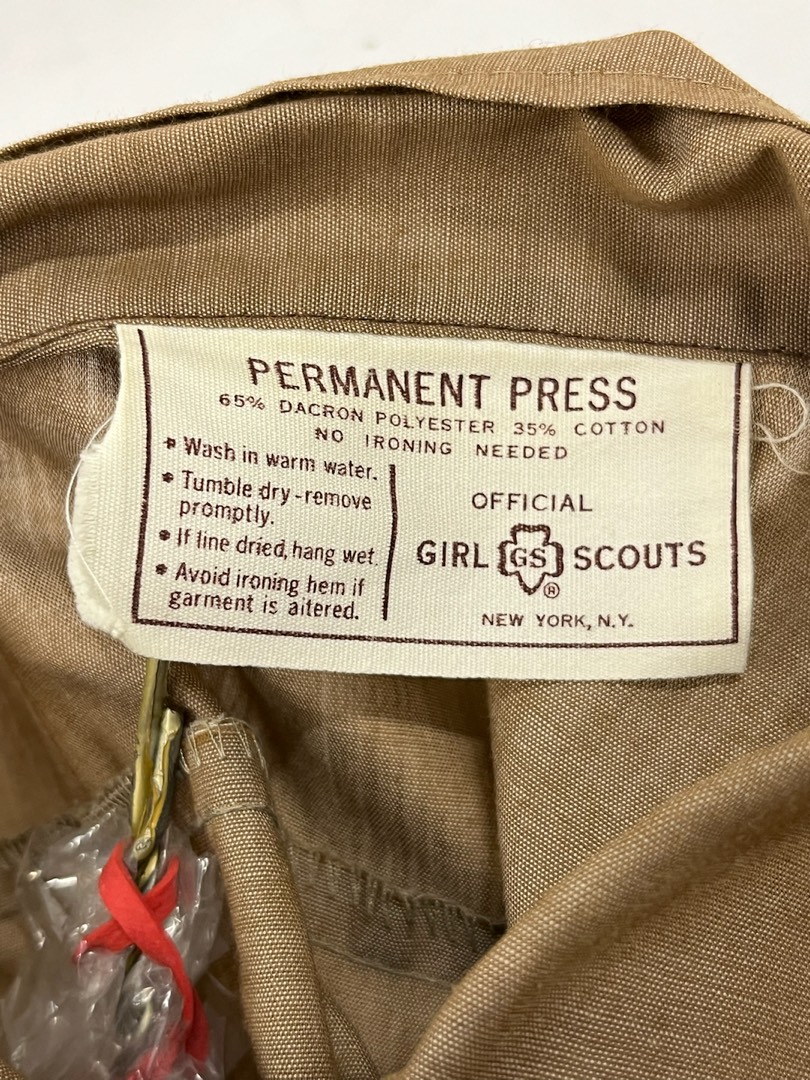 PERMANENT PRESS
65% DACRON POLYESTER 35% COTTON
NO IRONING NEEDED
• Wash in warm water.
• Tumble dry-remove
promptly.
• If line dried, hang wet.
• Avoid ironing hem if
garment is altered.
OFFICIAL
GIRL GS SCOUTS
®
NEW YORK, N.Y.